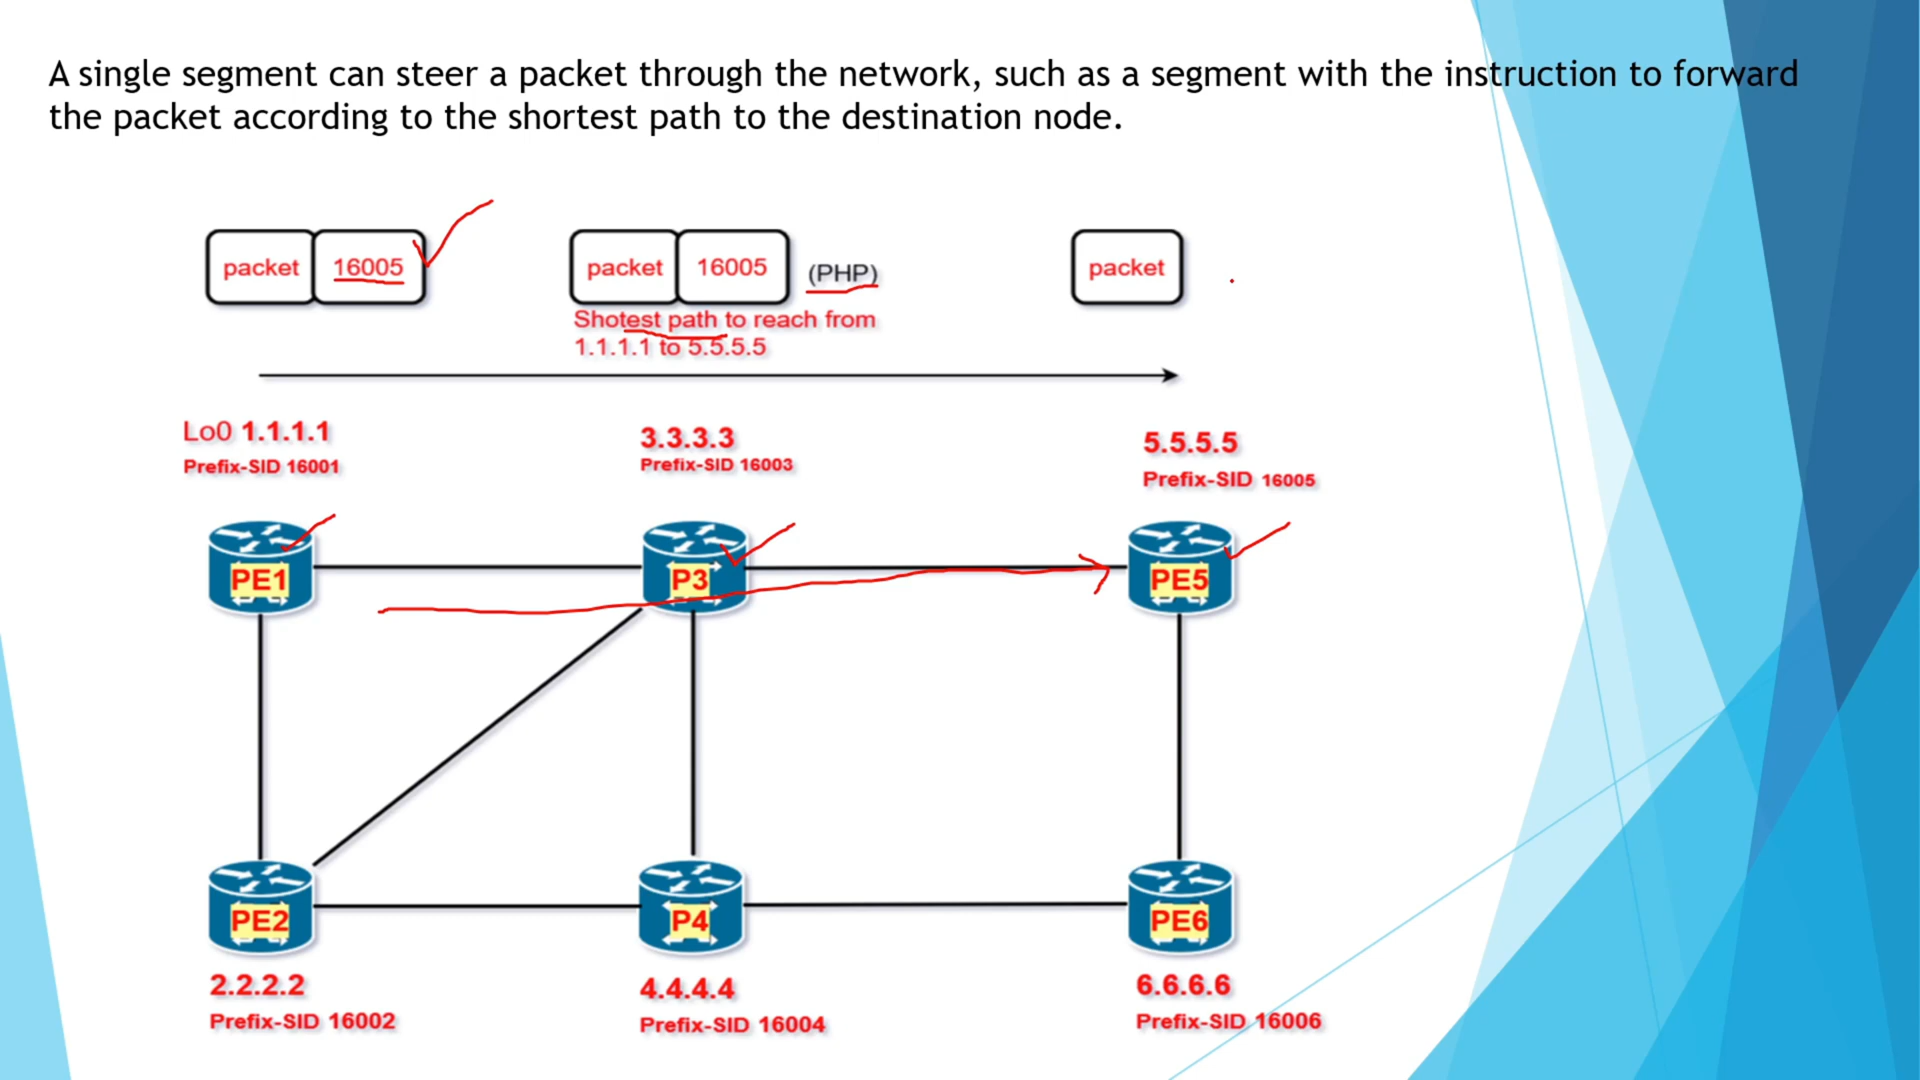 A single segment can steer a packet through the network, such as a segment with the instruction to forward
the packet according to the shortest path to the destination node.
packet 16005
packet 16005 (PHP)
packet
Shotest path to reach from
1.1.1.1 to 5.5.5.5
Lo0 1.1.1.1
Prefix-SID 16001
3.3.3.3
Prefix-SID 16003
5.5.5.5
Prefix-SID 16005
PE1
P3
PE5
PE2
P4
PE6
2.2.2.2
Prefix-SID 16002
4.4.4.4
Prefix-SID 16004
6.6.6.6
Prefix-SID 16006